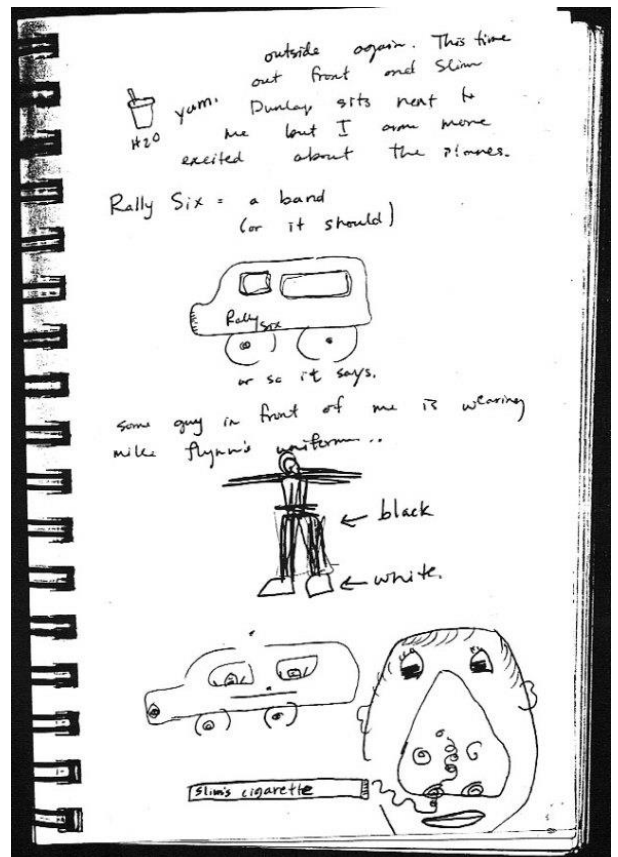 outside again. This time
out front and Slim
yum. Dunlap sits next to
H20 me but I am more
excited about the planes.
Rally Six = a band
(or it should)
Rally Six
or so it says.
some guy in front of me is wearing
mike flynn's uniform...
← black
← white.
Slim's cigarette